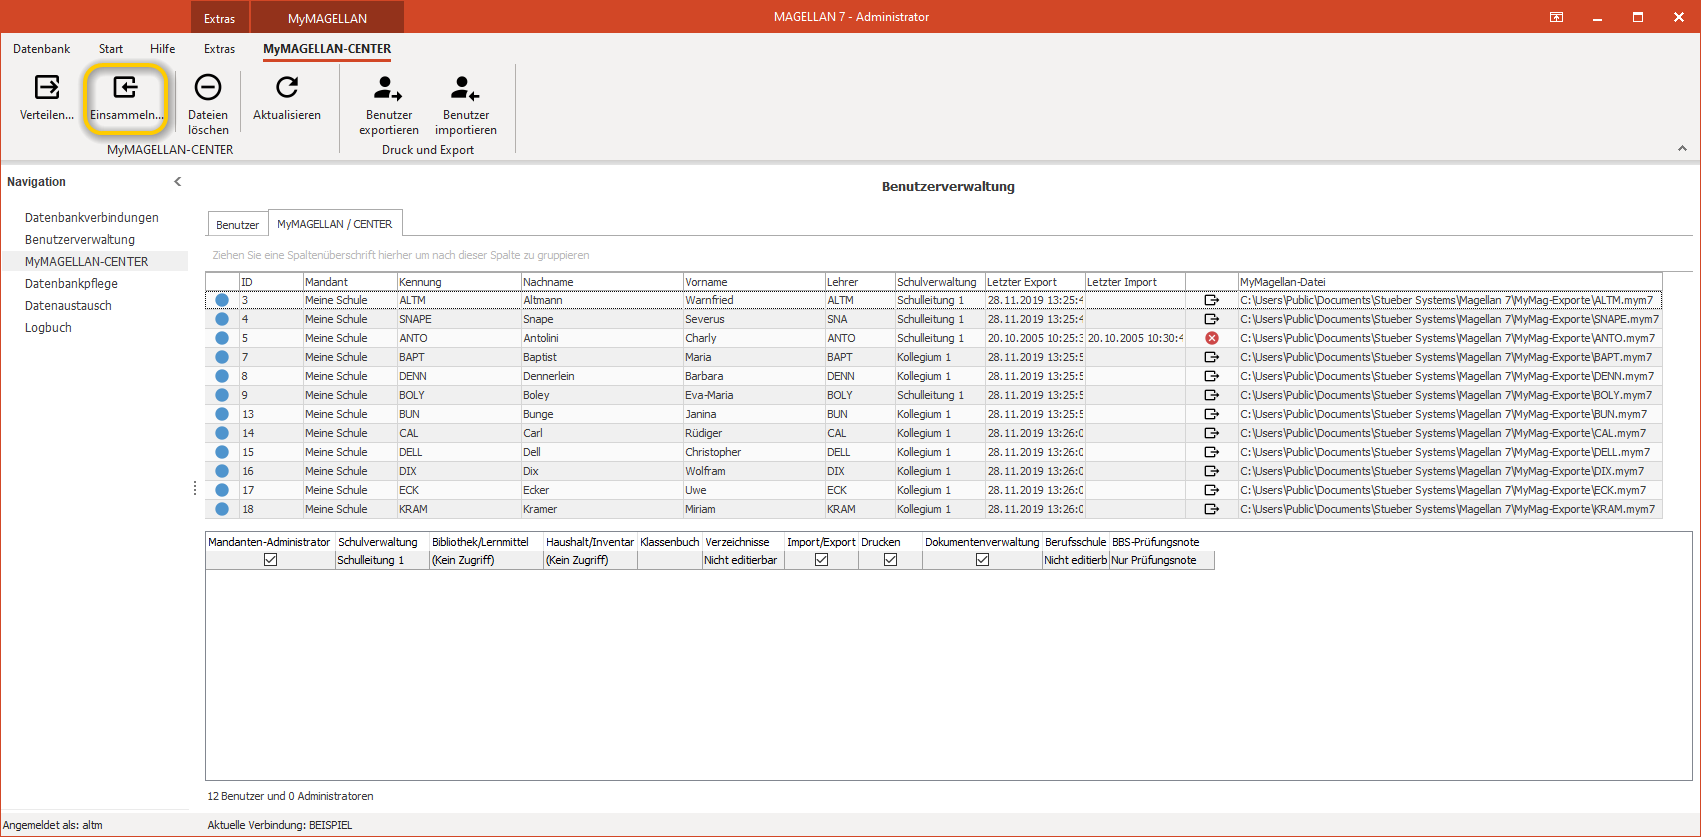 Extras MyMAGELLAN MAGELLAN 7 - Administrator
Datenbank Start Hilfe Extras MyMAGELLAN-CENTER
Verteilen... Einsammeln... Dateien löschen Aktualisieren Benutzer exportieren Benutzer importieren
MyMAGELLAN-CENTER Druck und Export
Navigation
Datenbankverbindungen
Benutzerverwaltung
MyMAGELLAN-CENTER
Datenbankpflege
Datenaustausch
Logbuch
Benutzerverwaltung
Benutzer MyMAGELLAN / CENTER
Ziehen Sie eine Spaltenüberschrift hierher um nach dieser Spalte zu gruppieren
ID Mandant Kennung Nachname Vorname Lehrer Schulverwaltung Letzter Export Letzter Import MyMagellan-Datei
3 Meine Schule ALTM Altmann Warnfried ALTM Schulleitung 1 28.11.2019 13:25:4 C:\Users\Public\Documents\Stueber Systems\Magellan 7\MyMag-Exporte\ALTM.mym7
4 Meine Schule SNAPE Snape Severus SNA Schulleitung 1 28.11.2019 13:25:4 C:\Users\Public\Documents\Stueber Systems\Magellan 7\MyMag-Exporte\SNAPE.mym7
5 Meine Schule ANTO Antolini Charly ANTO Schulleitung 1 20.10.2005 10:25:3 20.10.2005 10:30:4 C:\Users\Public\Documents\Stueber Systems\Magellan 7\MyMag-Exporte\ANTO.mym7
7 Meine Schule BAPT Baptist Maria BAPT Kollegium 1 28.11.2019 13:25:5 C:\Users\Public\Documents\Stueber Systems\Magellan 7\MyMag-Exporte\BAPT.mym7
8 Meine Schule DENN Dennerlein Barbara DENN Kollegium 1 28.11.2019 13:25:5 C:\Users\Public\Documents\Stueber Systems\Magellan 7\MyMag-Exporte\DENN.mym7
9 Meine Schule BOLY Boley Eva-Maria BOLY Schulleitung 1 28.11.2019 13:25:5 C:\Users\Public\Documents\Stueber Systems\Magellan 7\MyMag-Exporte\BOLY.mym7
13 Meine Schule BUN Bunge Janina BUN Kollegium 1 28.11.2019 13:25:5 C:\Users\Public\Documents\Stueber Systems\Magellan 7\MyMag-Exporte\BUN.mym7
14 Meine Schule CAL Carl Rüdiger CAL Kollegium 1 28.11.2019 13:26:0 C:\Users\Public\Documents\Stueber Systems\Magellan 7\MyMag-Exporte\CAL.mym7
15 Meine Schule DELL Dell Christopher DELL Kollegium 1 28.11.2019 13:26:0 C:\Users\Public\Documents\Stueber Systems\Magellan 7\MyMag-Exporte\DELL.mym7
16 Meine Schule DIX Dix Wolfram DIX Kollegium 1 28.11.2019 13:26:0 C:\Users\Public\Documents\Stueber Systems\Magellan 7\MyMag-Exporte\DIX.mym7
17 Meine Schule ECK Ecker Uwe ECK Kollegium 1 28.11.2019 13:26:0 C:\Users\Public\Documents\Stueber Systems\Magellan 7\MyMag-Exporte\ECK.mym7
18 Meine Schule KRAM Kramer Miriam KRAM Kollegium 1 28.11.2019 13:26:0 C:\Users\Public\Documents\Stueber Systems\Magellan 7\MyMag-Exporte\KRAM.mym7
Mandanten-Administrator Schulverwaltung Bibliothek/Lernmittel Haushalt/Inventar Klassenbuch Verzeichnisse Import/Export Drucken Dokumentenverwaltung Berufsschule BBS-Prüfungsnote
Schulleitung 1 (Kein Zugriff) (Kein Zugriff) Nicht editierbar Nicht editierb Nur Prüfungsnote
12 Benutzer und 0 Administratoren
Angemeldet als: altm Aktuelle Verbindung: BEISPIEL